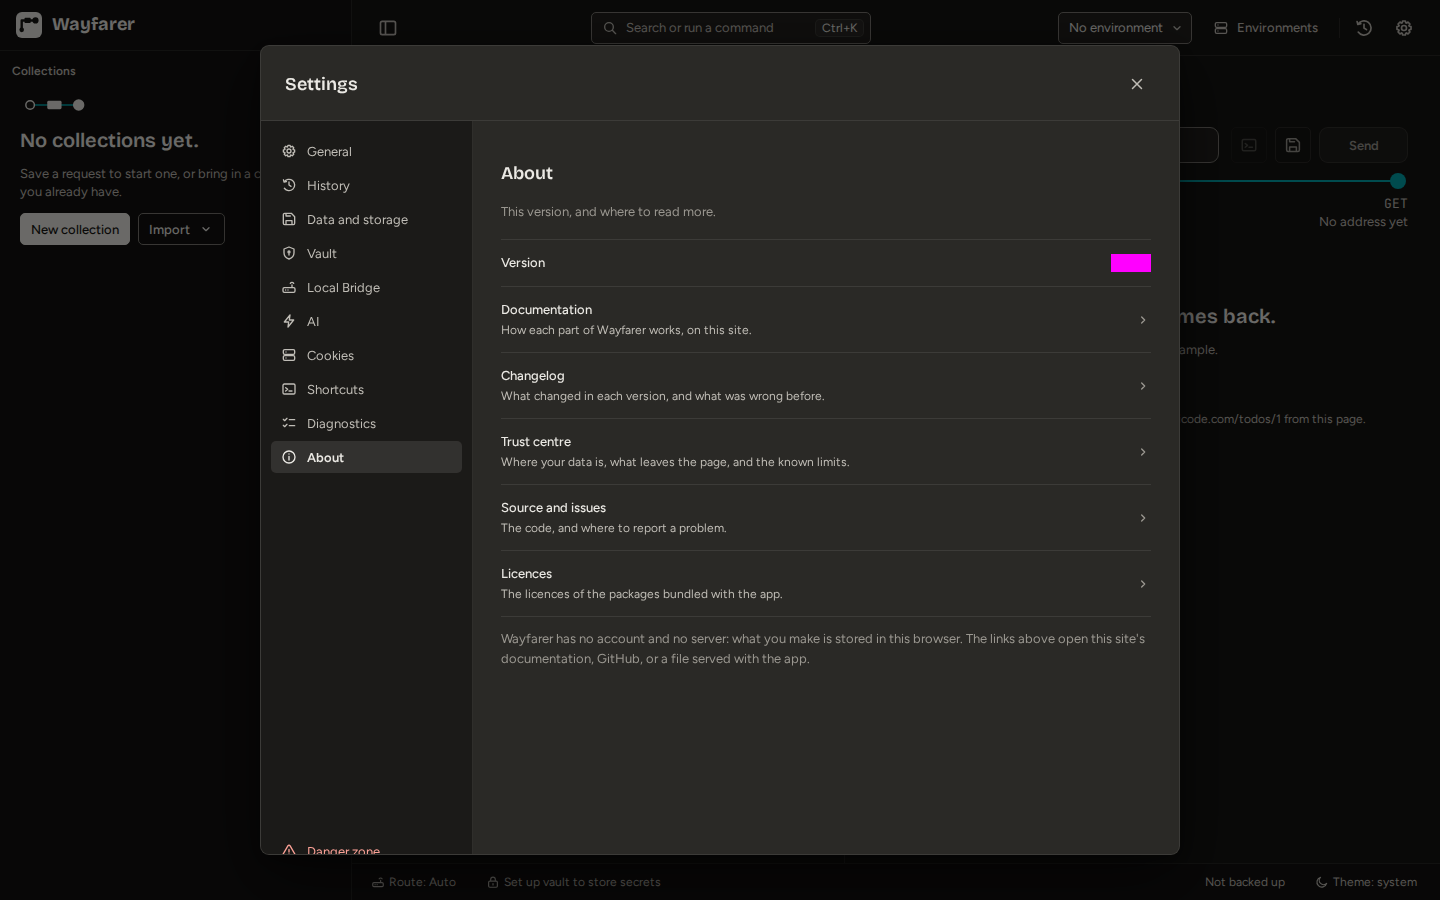 Wayfarer
Search or run a command
Ctrl+K
No environment
Environments
Collections
No collections yet.
Save a request to start one, or bring in a c
you already have.
New collection
Import
Settings
General
History
Data and storage
Vault
Local Bridge
AI
Cookies
Shortcuts
Diagnostics
About
Danger zone
About
This version, and where to read more.
Version
Documentation
How each part of Wayfarer works, on this site.
Changelog
What changed in each version, and what was wrong before.
Trust centre
Where your data is, what leaves the page, and the known limits.
Source and issues
The code, and where to report a problem.
Licences
The licences of the packages bundled with the app.
Wayfarer has no account and no server: what you make is stored in this browser. The links above open this site's
documentation, GitHub, or a file served with the app.
Send
GET
No address yet
mes back.
ample.
code.com/todos/1 from this page.
Route: Auto
Set up vault to store secrets
Not backed up
Theme: system